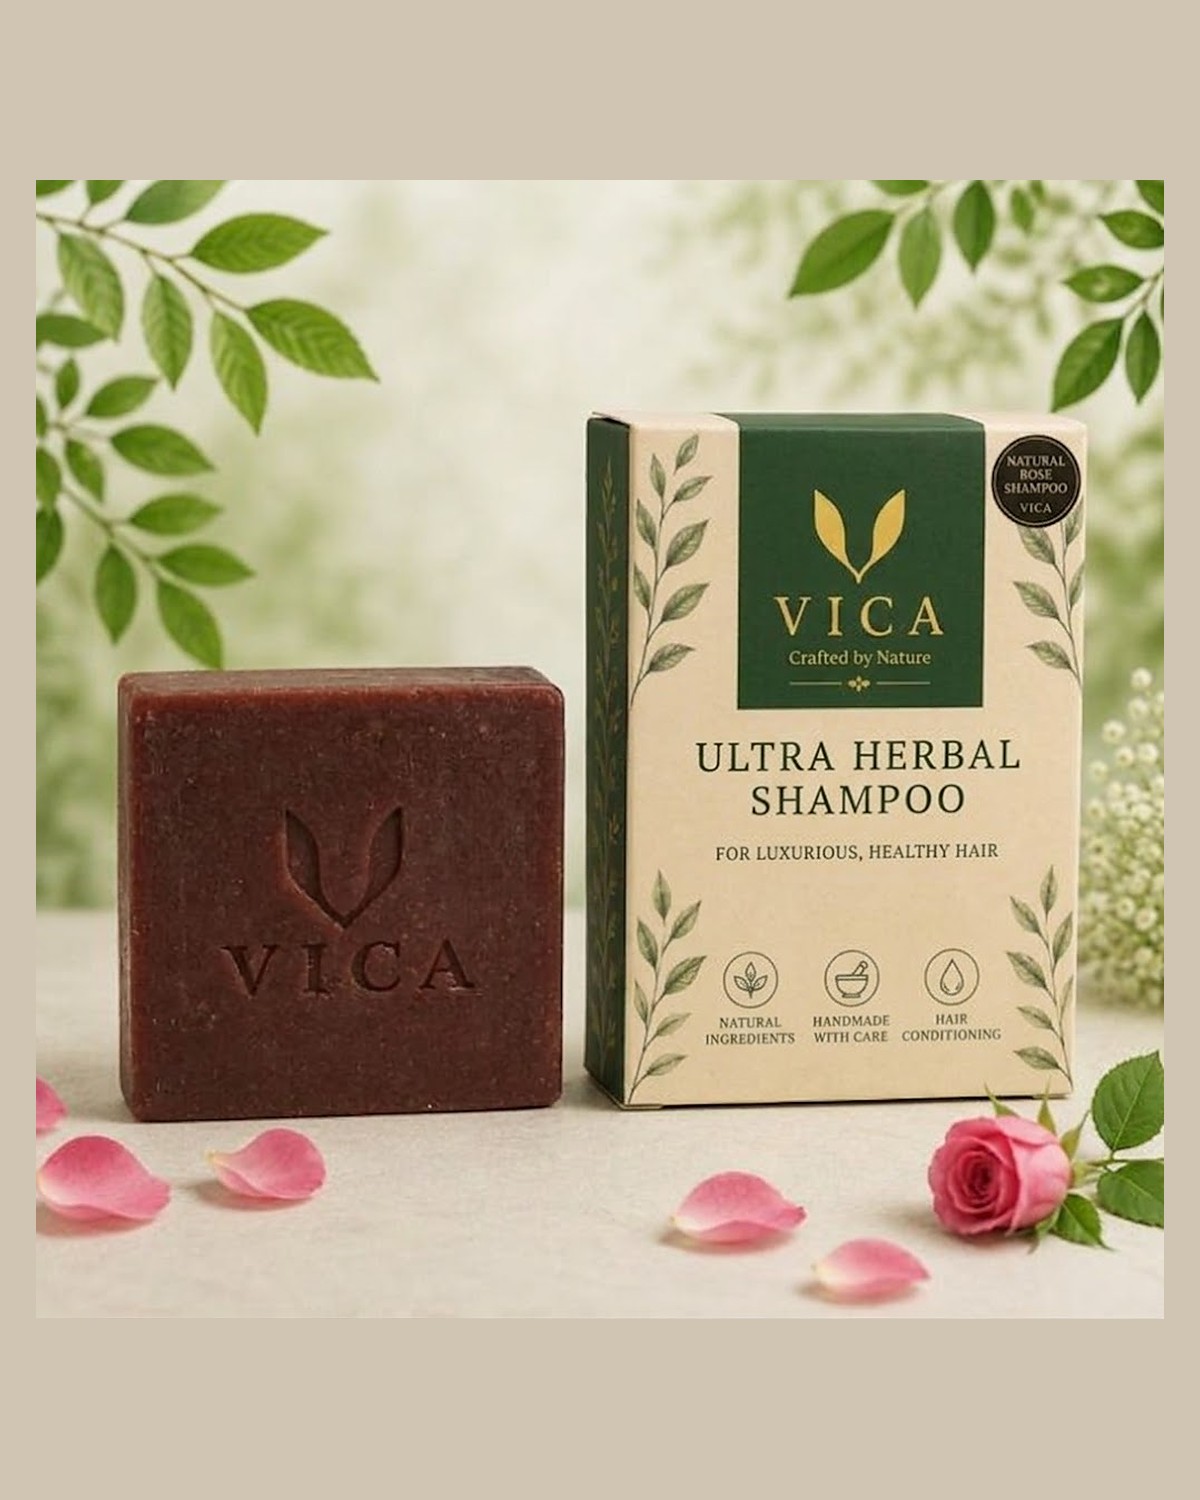 VICA
NATURAL
ROSE
SHAMPOO
VICA
VICA
Crafted by Nature
ULTRA HERBAL
SHAMPOO
FOR LUXURIOUS, HEALTHY HAIR
NATURAL
INGREDIENTS
HANDMADE
WITH CARE
HAIR
CONDITIONING